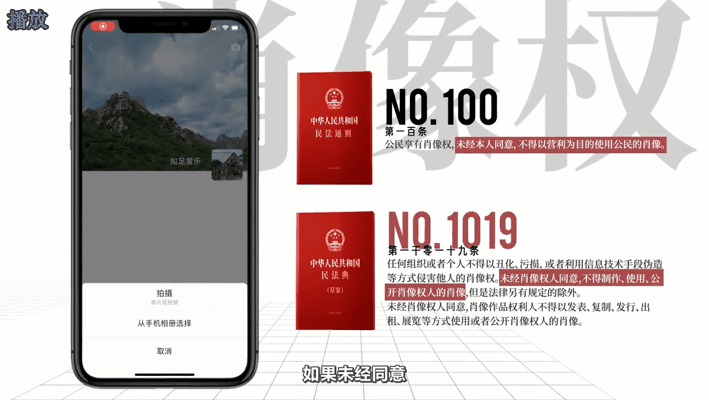 播放
肖像权
知足常乐
拍摄
照片或视频
从手机相册选择
取消
中华人民共和国
民法通则
NO.100
第一百条
公民享有肖像权,未经本人同意,不得以营利为目的使用公民的肖像。
中华人民共和国
民法典
(草案)
NO.1019
第一千零一十九条
任何组织或者个人不得以丑化、污损,或者利用信息技术手段伪造
等方式侵害他人的肖像权。未经肖像权人同意,不得制作、使用、公
开肖像权人的肖像,但是法律另有规定的除外。
未经肖像权人同意,肖像作品权利人不得以发表、复制、发行、出
租、展览等方式使用或者公开肖像权人的肖像。
如果未经同意